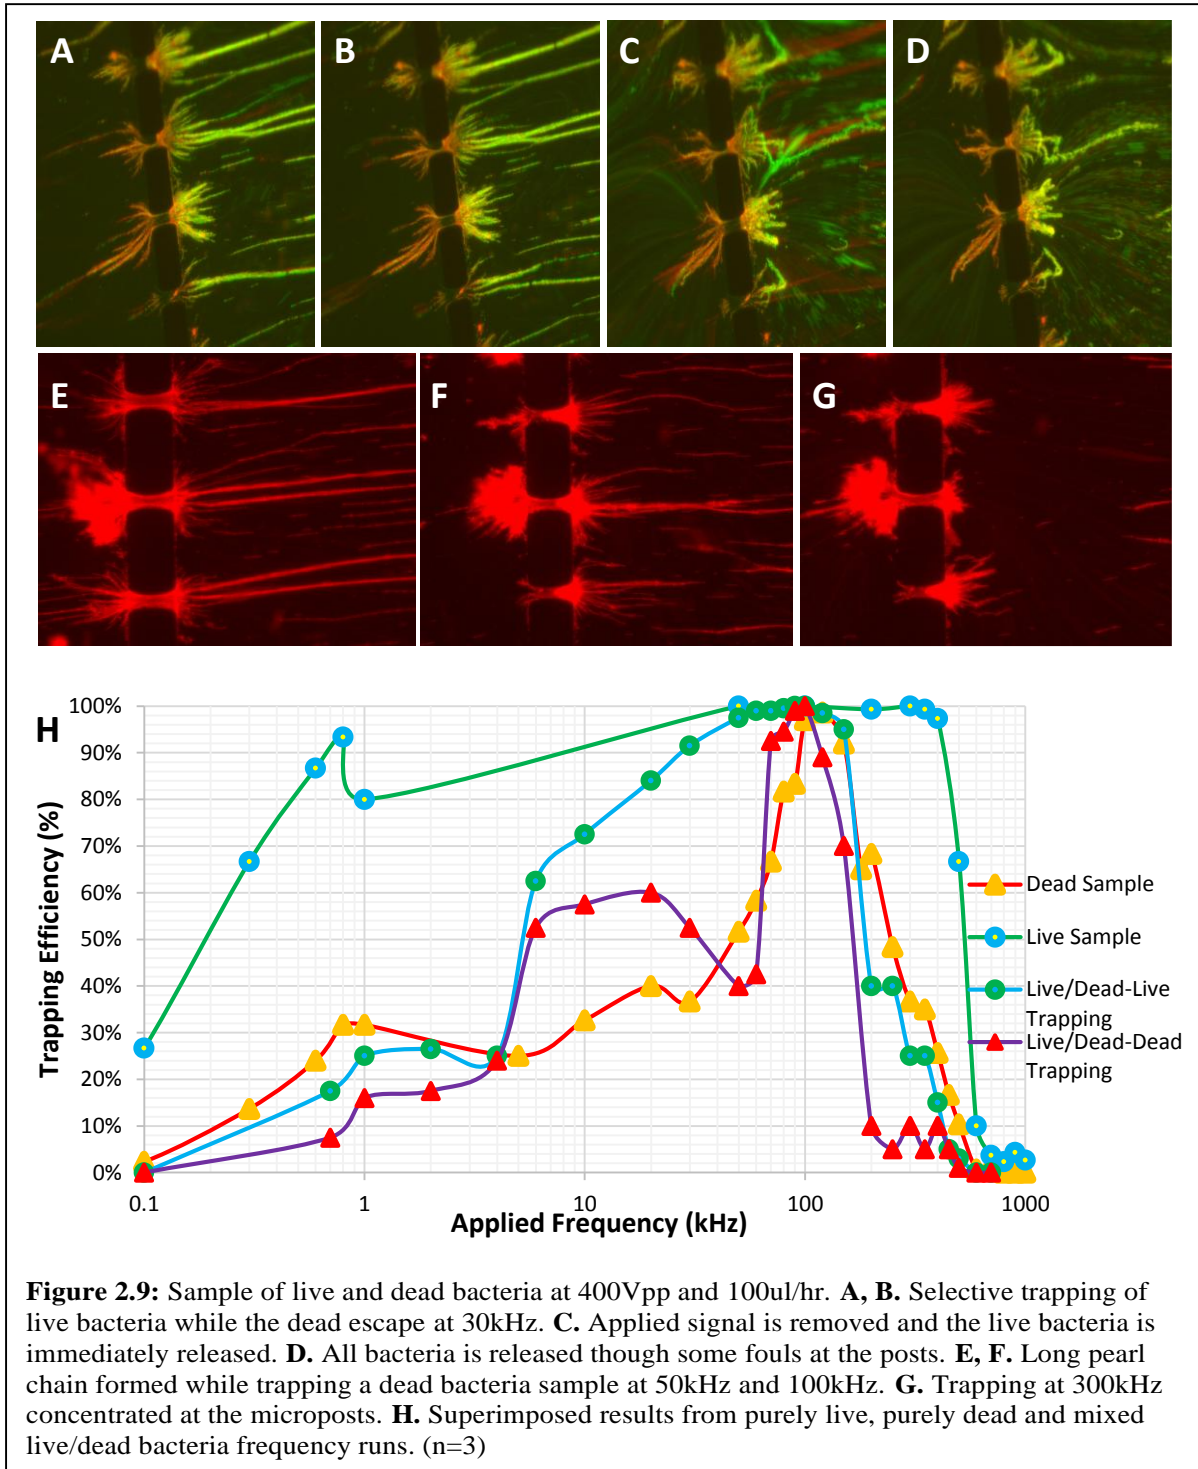 A
B
C
D
E
F
G
H
100%
90%
80%
70%
60%
50%
40%
30%
20%
10%
0%
Trapping Efficiency (%)
0.1
1
10
100
1000
Applied Frequency (kHz)
Dead Sample
Live Sample
Live/Dead-Live
Trapping
Live/Dead-Dead
Trapping
Figure 2.9: Sample of live and dead bacteria at 400Vpp and 100ul/hr. A, B. Selective trapping of
live bacteria while the dead escape at 30kHz. C. Applied signal is removed and the live bacteria is
immediately released. D. All bacteria is released though some fouls at the posts. E, F. Long pearl
chain formed while trapping a dead bacteria sample at 50kHz and 100kHz. G. Trapping at 300kHz
concentrated at the microposts. H. Superimposed results from purely live, purely dead and mixed
live/dead bacteria frequency runs. (n=3)